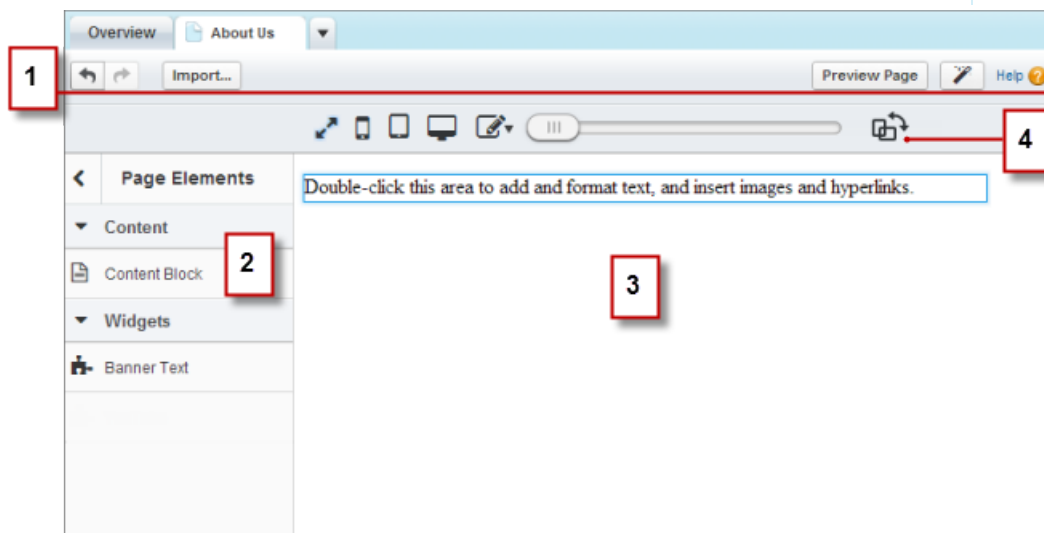 Overview About Us
1 Import... Preview Page Help ?
4
Page Elements
Double-click this area to add and format text, and insert images and hyperlinks.
Content
Content Block 2
3
Widgets
Banner Text